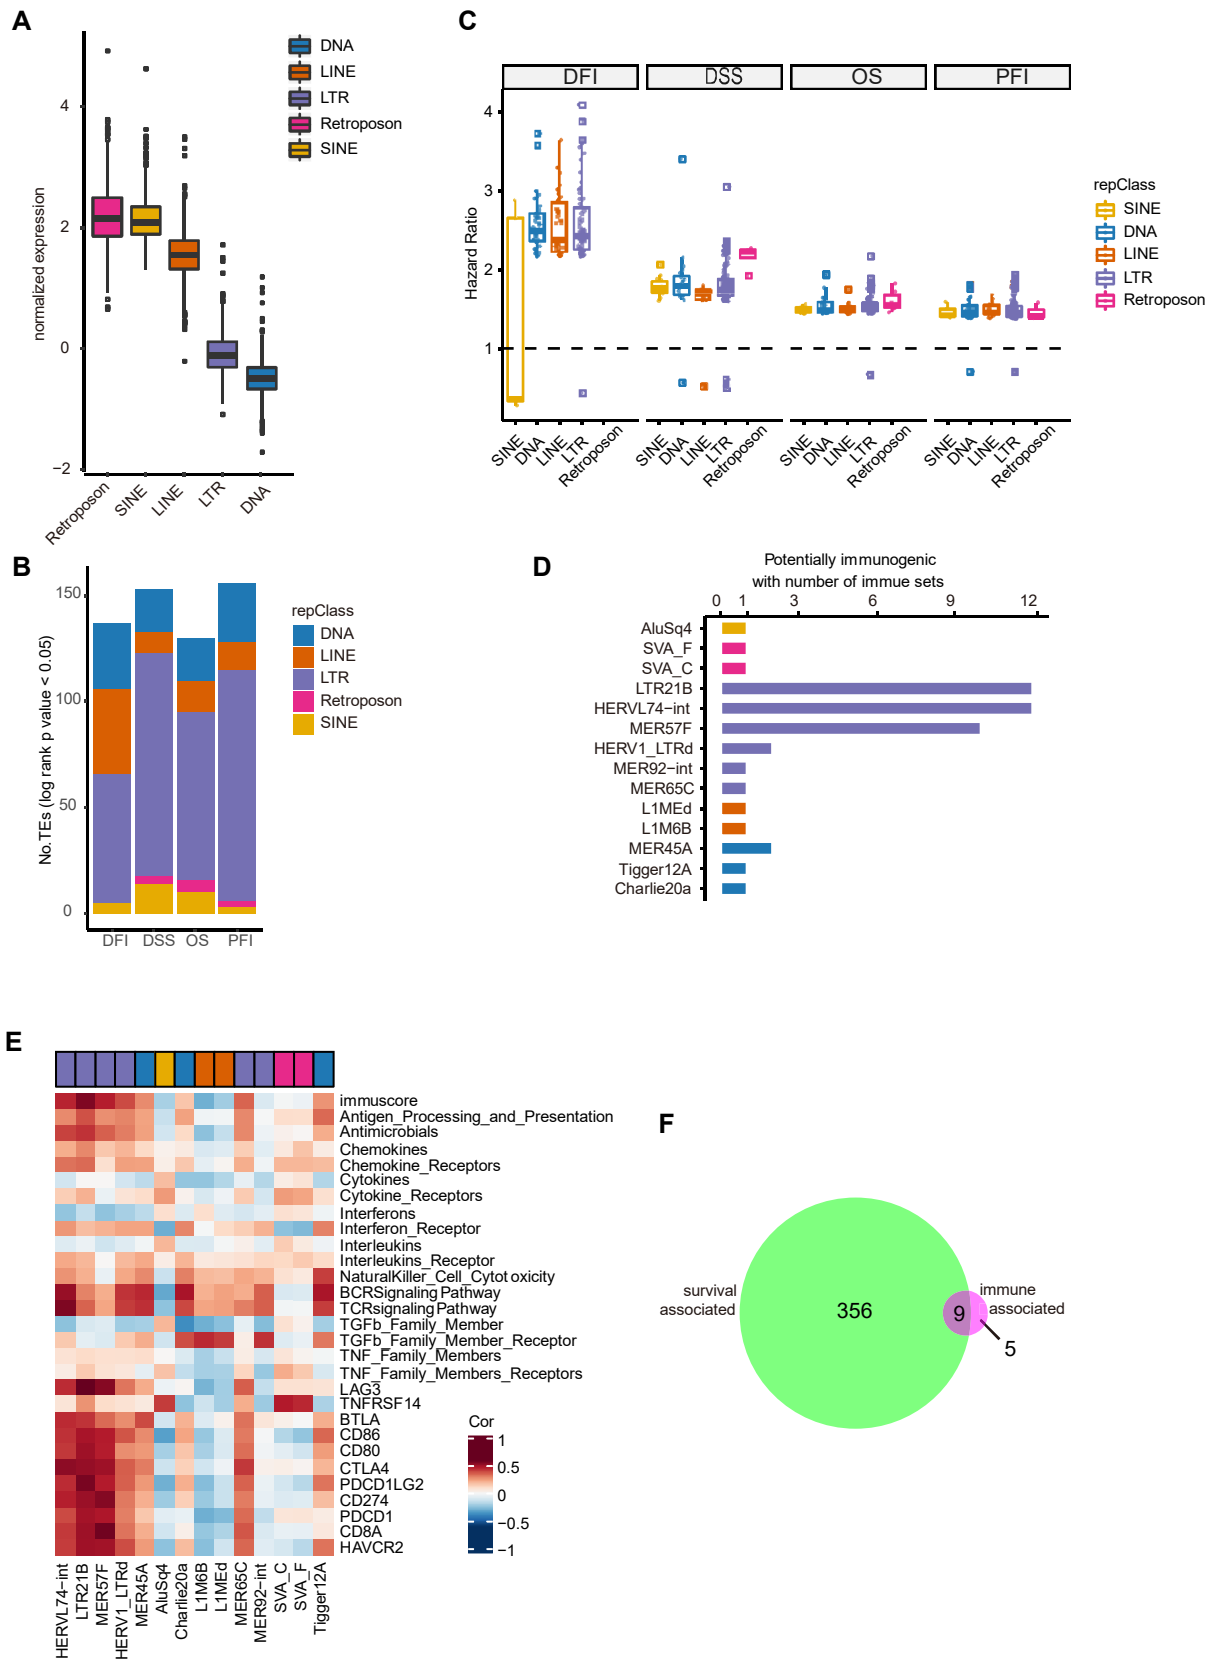 A
4
2
0
−2
normalized expression
Retroposon
SINE
LINE
LTR
DNA
DNA
LINE
LTR
Retroposon
SINE
C
DFI
DSS
OS
PFI
4
3
2
1
Hazard Ratio
SINE
DNA
LINE
LTR
Retroposon
SINE
DNA
LINE
LTR
Retroposon
SINE
DNA
LINE
LTR
Retroposon
SINE
DNA
LINE
LTR
Retroposon
repClass
SINE
DNA
LINE
LTR
Retroposon
B
150
100
50
0
No.TEs (log rank p value < 0.05)
DFI
DSS
OS
PFI
repClass
DNA
LINE
LTR
Retroposon
SINE
D
Potentially immunogenic
with number of immue sets
0 1 3 6 9 12
AluSq4
SVA_F
SVA_C
LTR21B
HERVL74−int
MER57F
HERV1_LTRd
MER92−int
MER65C
L1MEd
L1M6B
MER45A
Tigger12A
Charlie20a
E
immuscore
Antigen_Processing_and_Presentation
Antimicrobials
Chemokines
Chemokine_Receptors
Cytokines
Cytokine_Receptors
Interferons
Interferon_Receptor
Interleukins
Interleukins_Receptor
NaturalKiller_Cell_Cytotoxicity
BCRSignaling Pathway
TCRsignaling Pathway
TGFb_Family_Member
TGFb_Family_Member_Receptor
TNF_Family_Members
TNF_Family_Members_Receptors
LAG3
TNFRSF14
BTLA
CD86
CD80
CTLA4
PDCD1LG2
CD274
PDCD1
CD8A
HAVCR2
HERVL74−int
LTR21B
MER57F
HERV1_LTRd
MER45A
AluSq4
Charlie20a
L1M6B
L1MEd
MER65C
MER92−int
SVA_C
SVA_F
Tigger12A
Cor
1
0.5
0
−0.5
−1
F
survival
associated
356
9
immune
associated
5